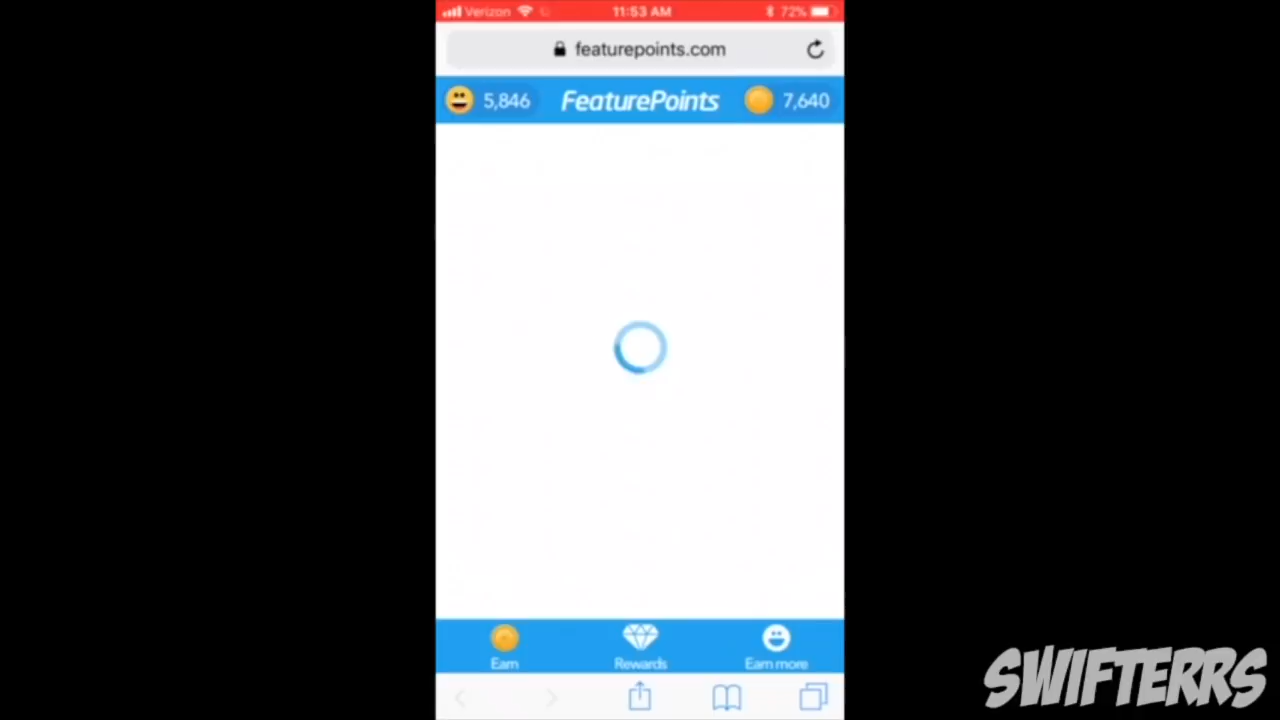 Verizon 11:53 AM 72%
featurepoints.com
5,846 FeaturePoints 7,640
Earn Rewards Earn more
SWIFTERRS